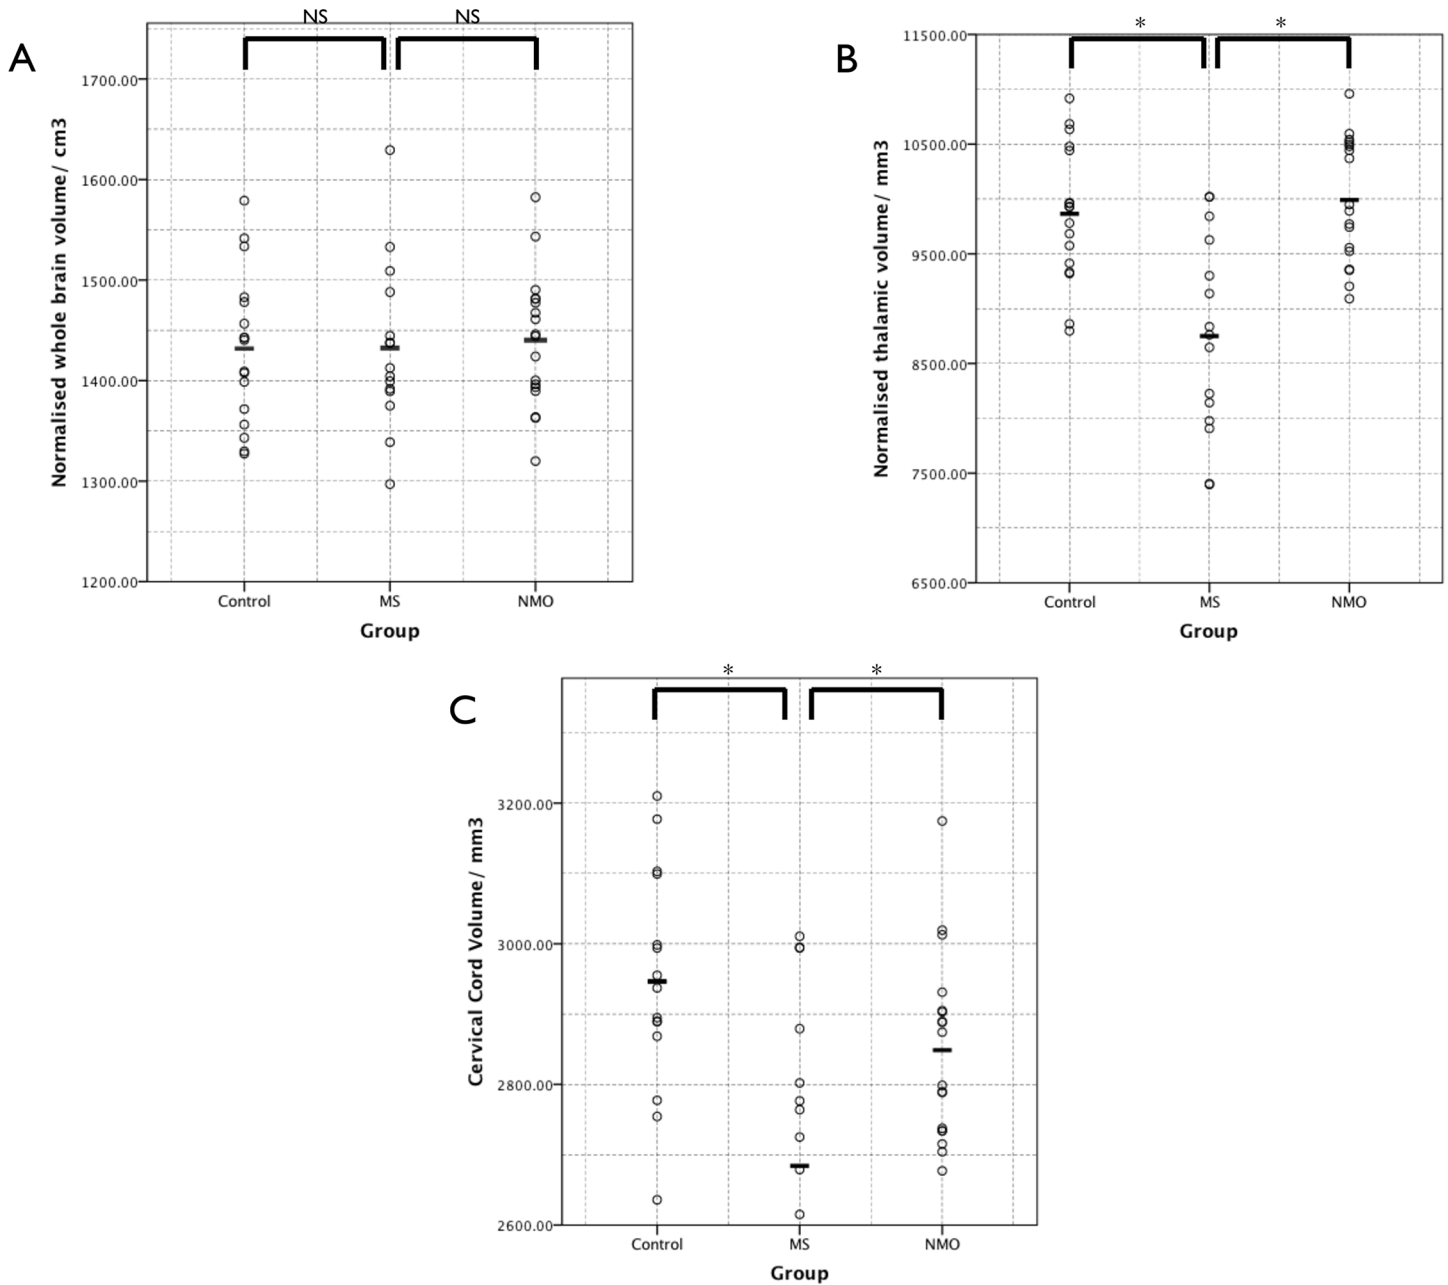 NS NS
A
Normalised whole brain volume/ cm3
1700.00
1600.00
1500.00
1400.00
1300.00
1200.00
Control MS NMO
Group
* *
B
Normalised thalamic volume/ mm3
11500.00
10500.00
9500.00
8500.00
7500.00
6500.00
Control MS NMO
Group
* *
C
Cervical Cord Volume/ mm3
3200.00
3000.00
2800.00
2600.00
Control MS NMO
Group